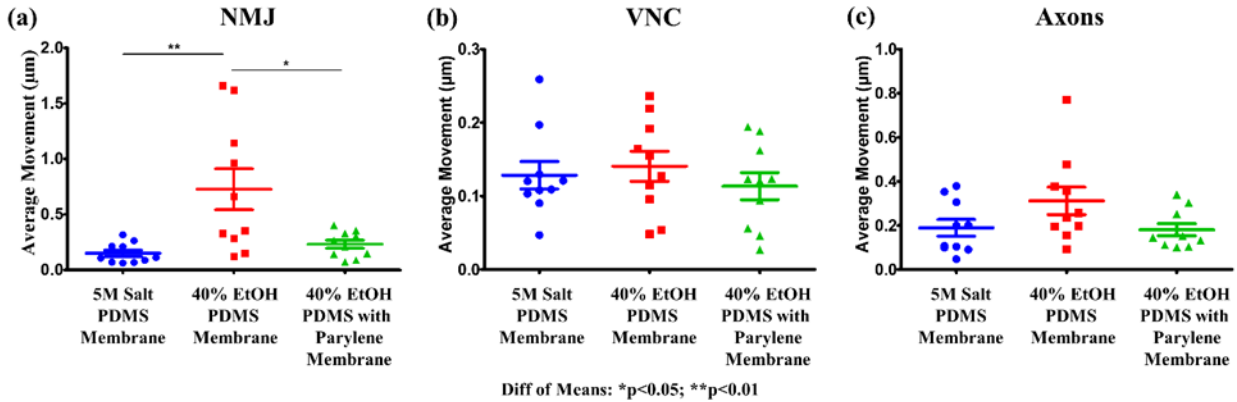 (a) NMJ
Average Movement (μm)
2.0
1.5
1.0
0.5
0.0
**
*
5M Salt
PDMS
Membrane
40% EtOH
PDMS
Membrane
40% EtOH
PDMS with
Parylene
Membrane
(b) VNC
Average Movement (μm)
0.3
0.2
0.1
0.0
5M Salt
PDMS
Membrane
40% EtOH
PDMS
Membrane
40% EtOH
PDMS with
Parylene
Membrane
(c) Axons
Average Movement (μm)
1.0
0.8
0.6
0.4
0.2
0.0
5M Salt
PDMS
Membrane
40% EtOH
PDMS
Membrane
40% EtOH
PDMS with
Parylene
Membrane
Diff of Means: *p<0.05; **p<0.01